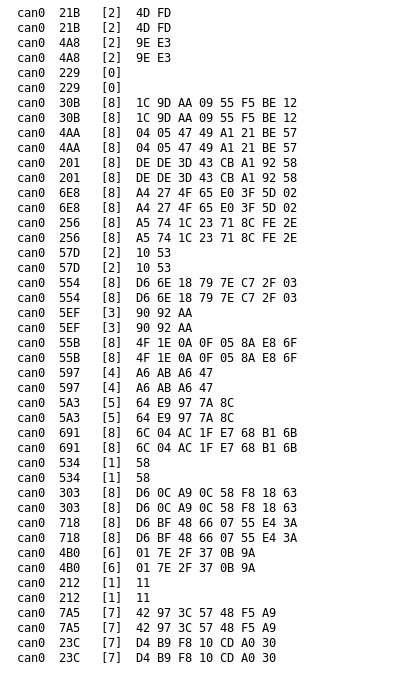 can0  21B   [2]  4D FD
can0  21B   [2]  4D FD
can0  4A8   [2]  9E E3
can0  4A8   [2]  9E E3
can0  229   [0]
can0  229   [0]
can0  30B   [8]  1C 9D AA 09 55 F5 BE 12
can0  30B   [8]  1C 9D AA 09 55 F5 BE 12
can0  4AA   [8]  04 05 47 49 A1 21 BE 57
can0  4AA   [8]  04 05 47 49 A1 21 BE 57
can0  201   [8]  DE DE 3D 43 CB A1 92 58
can0  201   [8]  DE DE 3D 43 CB A1 92 58
can0  6E8   [8]  A4 27 4F 65 E0 3F 5D 02
can0  6E8   [8]  A4 27 4F 65 E0 3F 5D 02
can0  256   [8]  A5 74 1C 23 71 8C FE 2E
can0  256   [8]  A5 74 1C 23 71 8C FE 2E
can0  57D   [2]  10 53
can0  57D   [2]  10 53
can0  554   [8]  D6 6E 18 79 7E C7 2F 03
can0  554   [8]  D6 6E 18 79 7E C7 2F 03
can0  5EF   [3]  90 92 AA
can0  5EF   [3]  90 92 AA
can0  55B   [8]  4F 1E 0A 0F 05 8A E8 6F
can0  55B   [8]  4F 1E 0A 0F 05 8A E8 6F
can0  597   [4]  A6 AB A6 47
can0  597   [4]  A6 AB A6 47
can0  5A3   [5]  64 E9 97 7A 8C
can0  5A3   [5]  64 E9 97 7A 8C
can0  691   [8]  6C 04 AC 1F E7 68 B1 6B
can0  691   [8]  6C 04 AC 1F E7 68 B1 6B
can0  534   [1]  58
can0  534   [1]  58
can0  303   [8]  D6 0C A9 0C 58 F8 18 63
can0  303   [8]  D6 0C A9 0C 58 F8 18 63
can0  718   [8]  D6 BF 48 66 07 55 E4 3A
can0  718   [8]  D6 BF 48 66 07 55 E4 3A
can0  4B0   [6]  01 7E 2F 37 0B 9A
can0  4B0   [6]  01 7E 2F 37 0B 9A
can0  212   [1]  11
can0  212   [1]  11
can0  7A5   [7]  42 97 3C 57 48 F5 A9
can0  7A5   [7]  42 97 3C 57 48 F5 A9
can0  23C   [7]  D4 B9 F8 10 CD A0 30
can0  23C   [7]  D4 B9 F8 10 CD A0 30